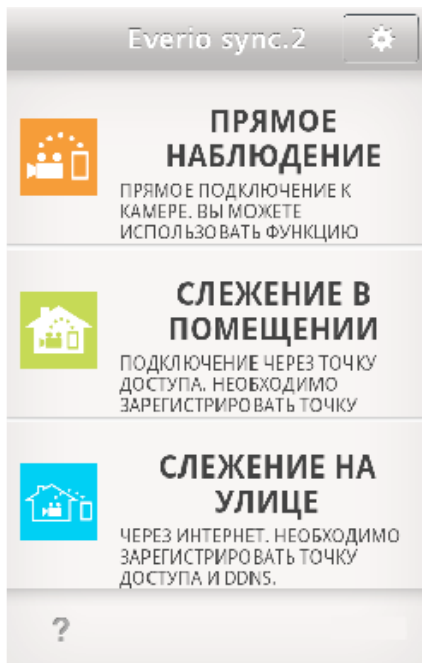 Everio sync.2
ПРЯМОЕ
НАБЛЮДЕНИЕ
ПРЯМОЕ ПОДКЛЮЧЕНИЕ К
КАМЕРЕ. ВЫ МОЖЕТЕ
ИСПОЛЬЗОВАТЬ ФУНКЦИЮ
СЛЕЖЕНИЕ В
ПОМЕЩЕНИИ
ПОДКЛЮЧЕНИЕ ЧЕРЕЗ ТОЧКУ
ДОСТУПА. НЕОБХОДИМО
ЗАРЕГИСТРИРОВАТЬ ТОЧКУ
СЛЕЖЕНИЕ НА
УЛИЦЕ
ЧЕРЕЗ ИНТЕРНЕТ. НЕОБХОДИМО
ЗАРЕГИСТРИРОВАТЬ ТОЧКУ
ДОСТУПА И DDNS.
?